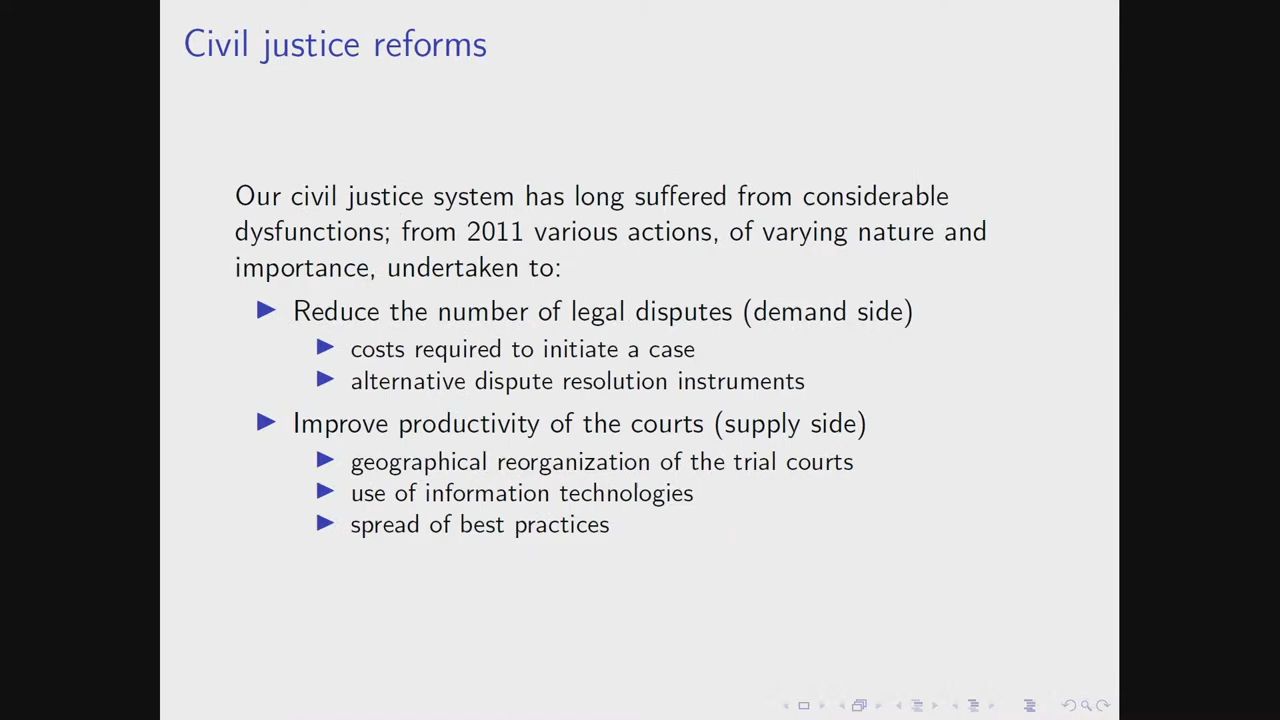 Civil justice reforms
Our civil justice system has long suffered from considerable
dysfunctions; from 2011 various actions, of varying nature and
importance, undertaken to:
Reduce the number of legal disputes (demand side)
costs required to initiate a case
alternative dispute resolution instruments
Improve productivity of the courts (supply side)
geographical reorganization of the trial courts
use of information technologies
spread of best practices